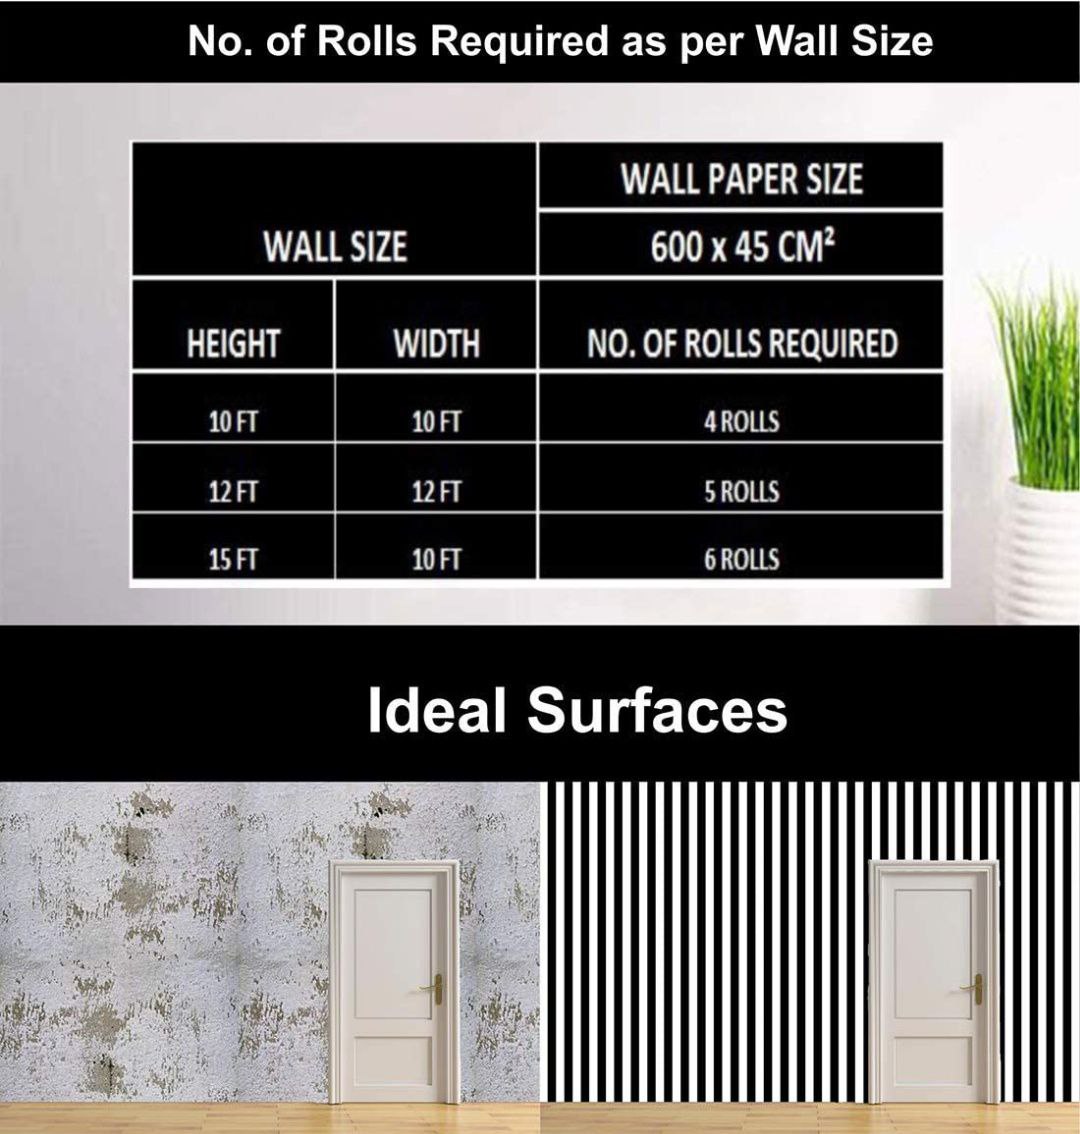 No. of Rolls Required as per Wall Size
WALL PAPER SIZE
WALL SIZE
600 x 45 CM²
HEIGHT WIDTH NO. OF ROLLS REQUIRED
10 FT 10 FT 4 ROLLS
12 FT 12 FT 5 ROLLS
15 FT 10 FT 6 ROLLS
Ideal Surfaces